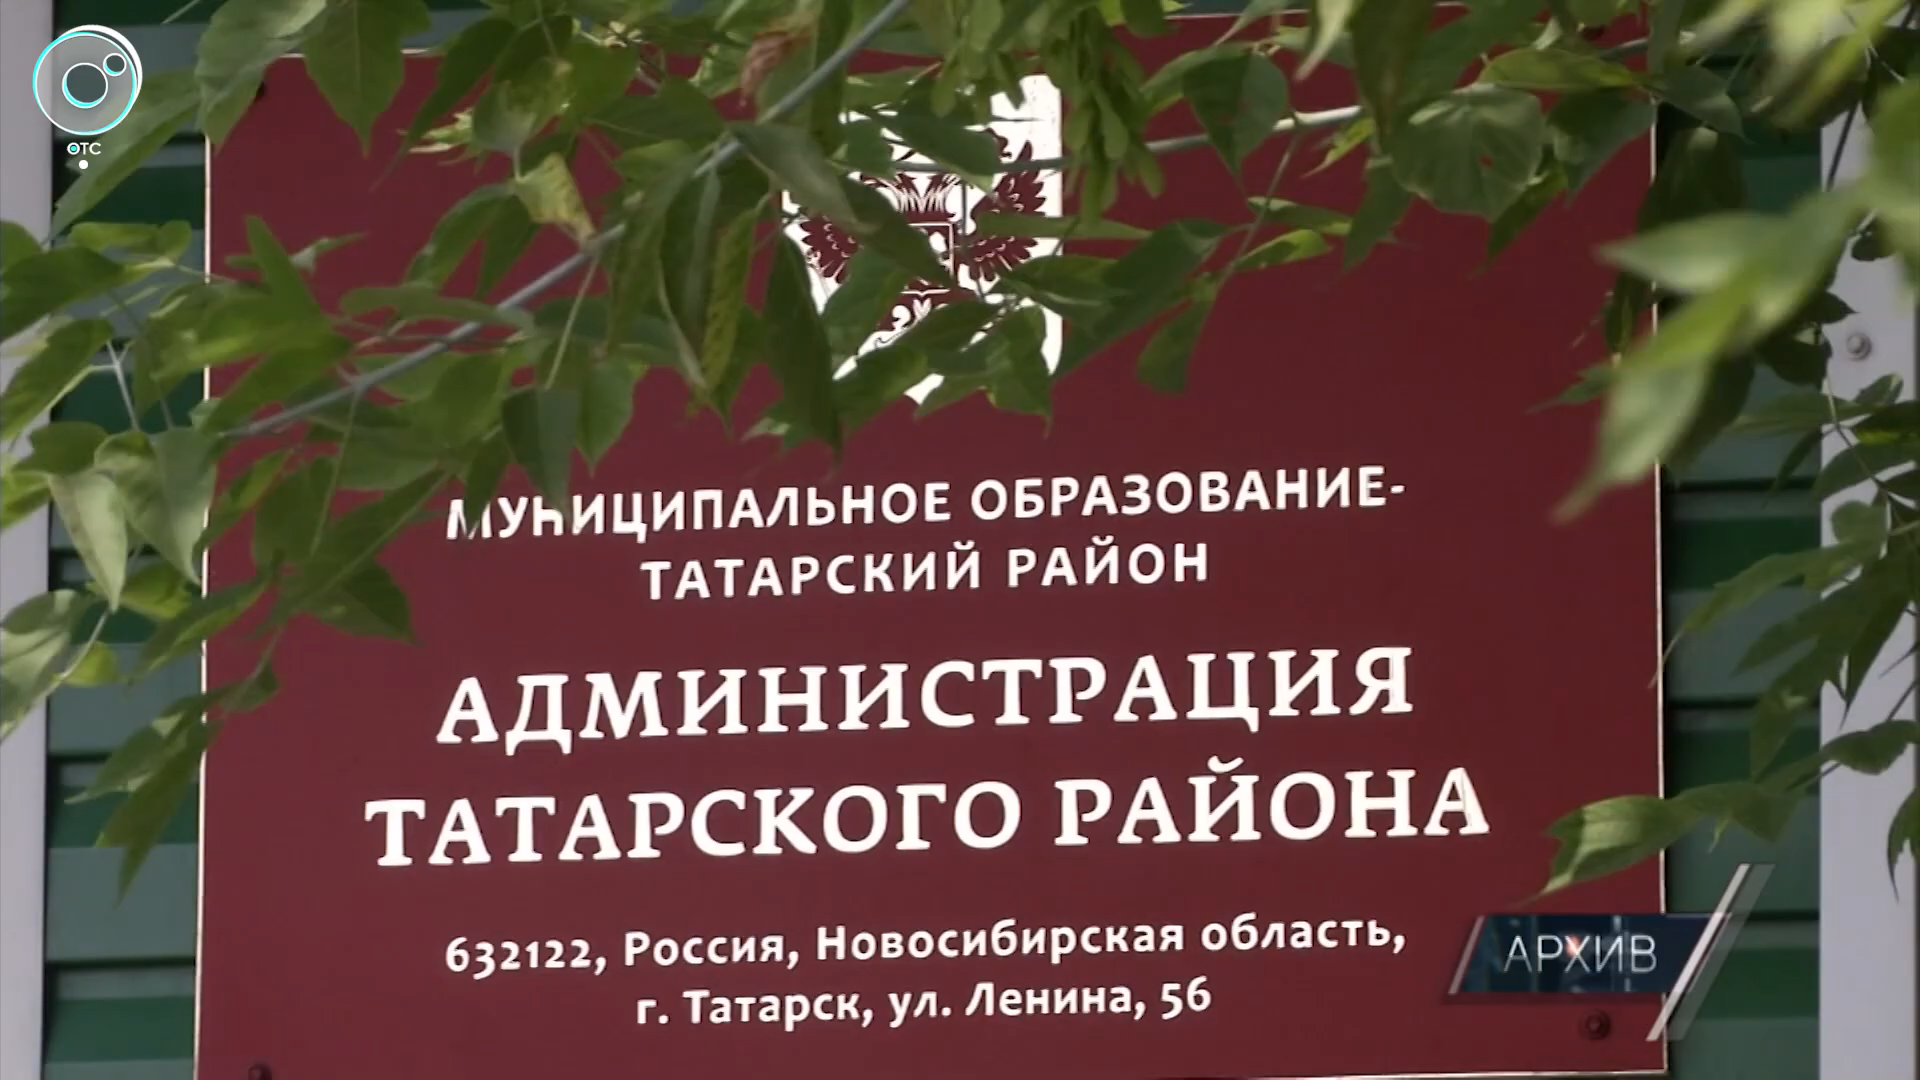 ОТС
МУНИЦИПАЛЬНОЕ ОБРАЗОВАНИЕ-
ТАТАРСКИЙ РАЙОН
АДМИНИСТРАЦИЯ
ТАТАРСКОГО РАЙОНА
632122, Россия, Новосибирская область,
г. Татарск, ул. Ленина, 56
АРХИВ